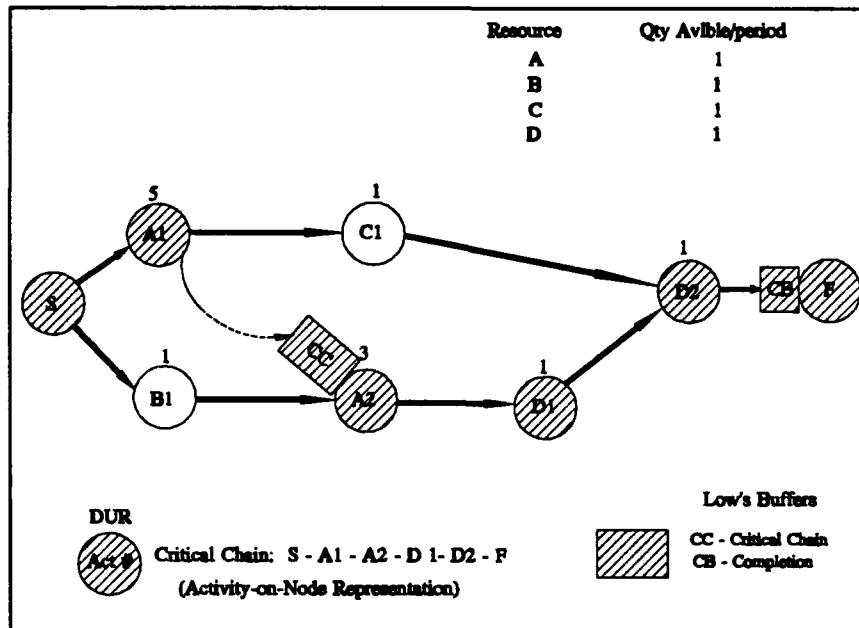 Resource Qty Avlble/period
A 1
B 1
C 1
D 1
5
A1
1
C1
1
D2
CB
F
S
1
B1
CC
3
A2
1
D1
DUR
Act #
Critical Chain: S - A1 - A2 - D 1- D2 - F
(Activity-on-Node Representation)
Low's Buffers
CC - Critical Chain
CB - Completion